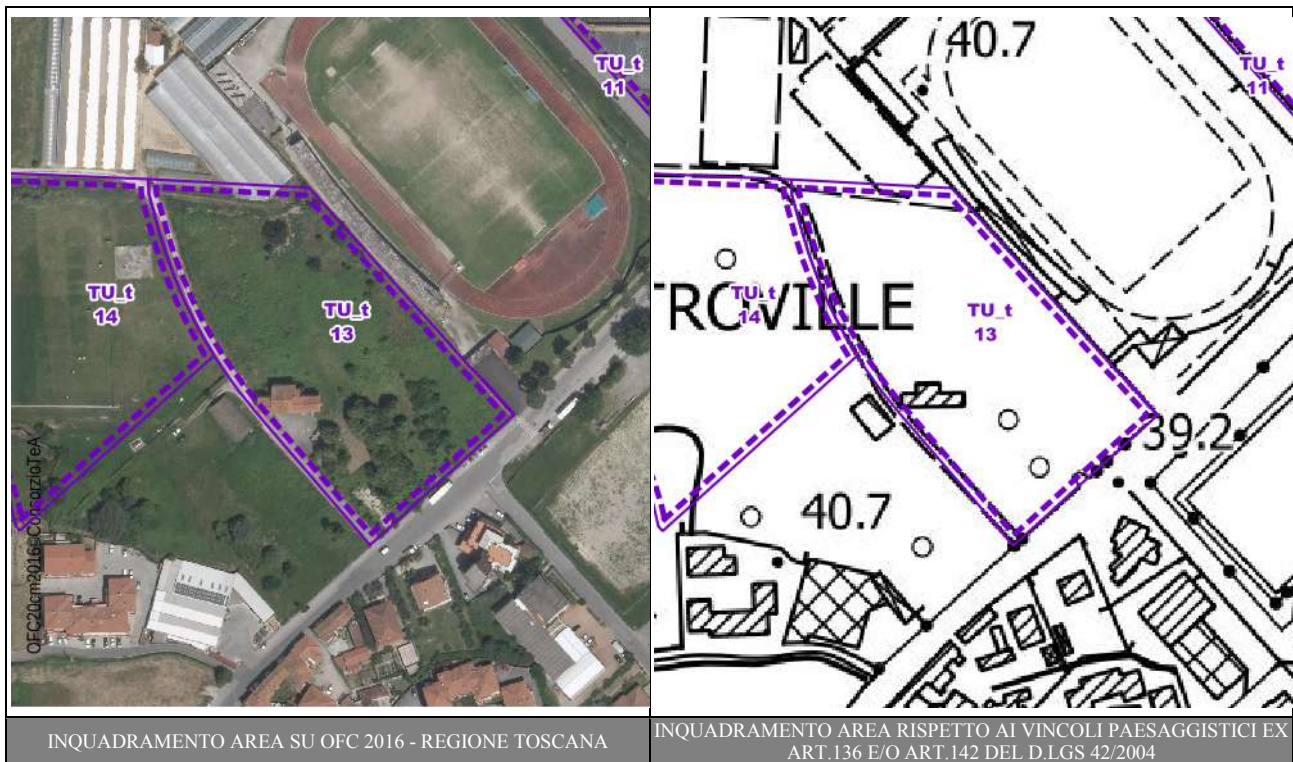 TU_t
11
TU_t
14
TU_t
13
OFC20cm2016sConsorzioTeA
INQUADRAMENTO AREA SU OFC 2016 - REGIONE TOSCANA
40.7
TU_t
11
TROVILLE
TU_t
14
TU_t
13
39.2
40.7
INQUADRAMENTO AREA RISPETTO AI VINCOLI PAESAGGISTICI EX
ART.136 E/O ART.142 DEL D.LGS 42/2004